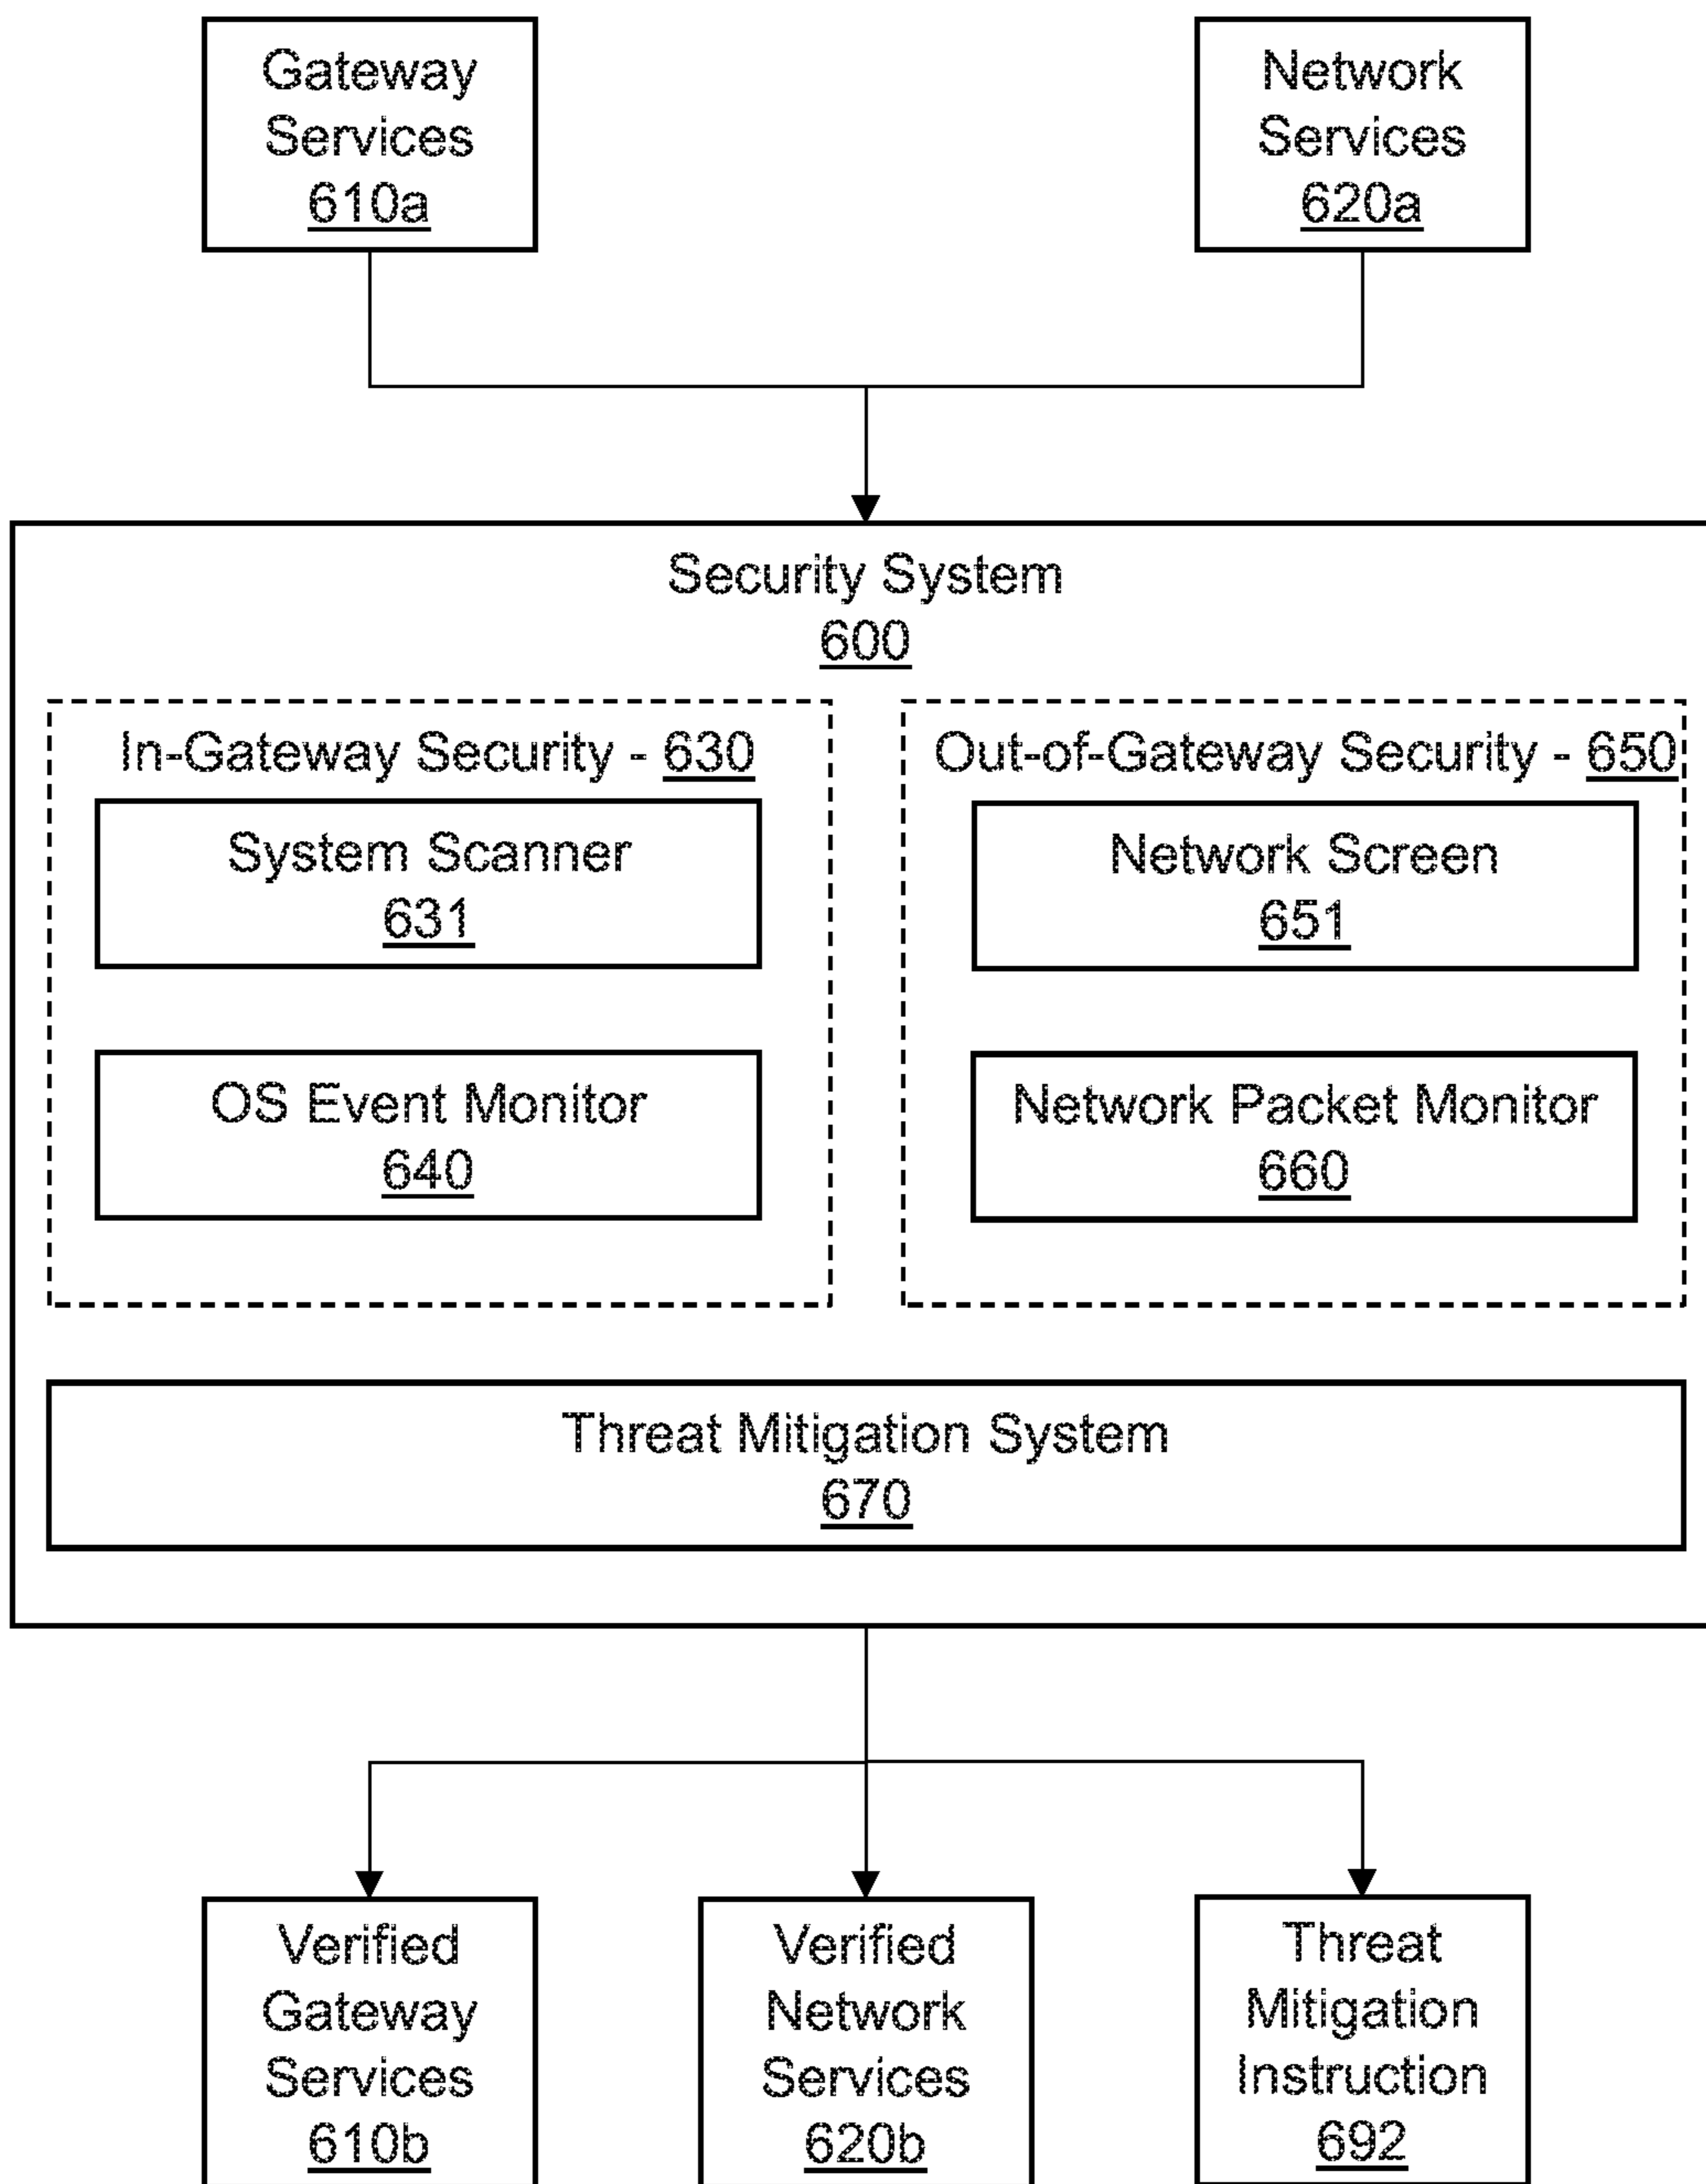 Gateway
Services
610a
Network
Services
620a
Security System
600
In-Gateway Security - 630
System Scanner
631
OS Event Monitor
640
Out-of-Gateway Security - 650
Network Screen
651
Network Packet Monitor
660
Threat Mitigation System
670
Verified
Gateway
Services
610b
Verified
Network
Services
620b
Threat
Mitigation
Instruction
692